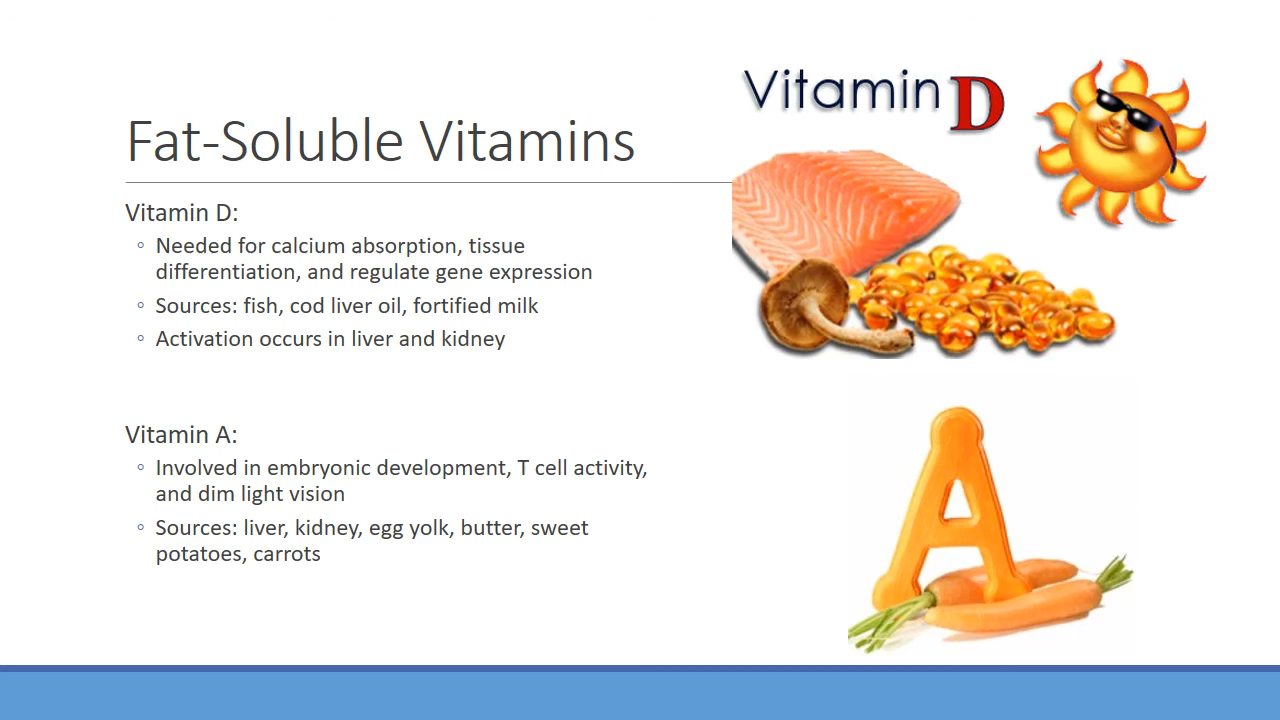 Fat-Soluble Vitamins
Vitamin D:
◦ Needed for calcium absorption, tissue
differentiation, and regulate gene expression
◦ Sources: fish, cod liver oil, fortified milk
◦ Activation occurs in liver and kidney
Vitamin A:
◦ Involved in embryonic development, T cell activity,
and dim light vision
◦ Sources: liver, kidney, egg yolk, butter, sweet
potatoes, carrots
Vitamin D
A